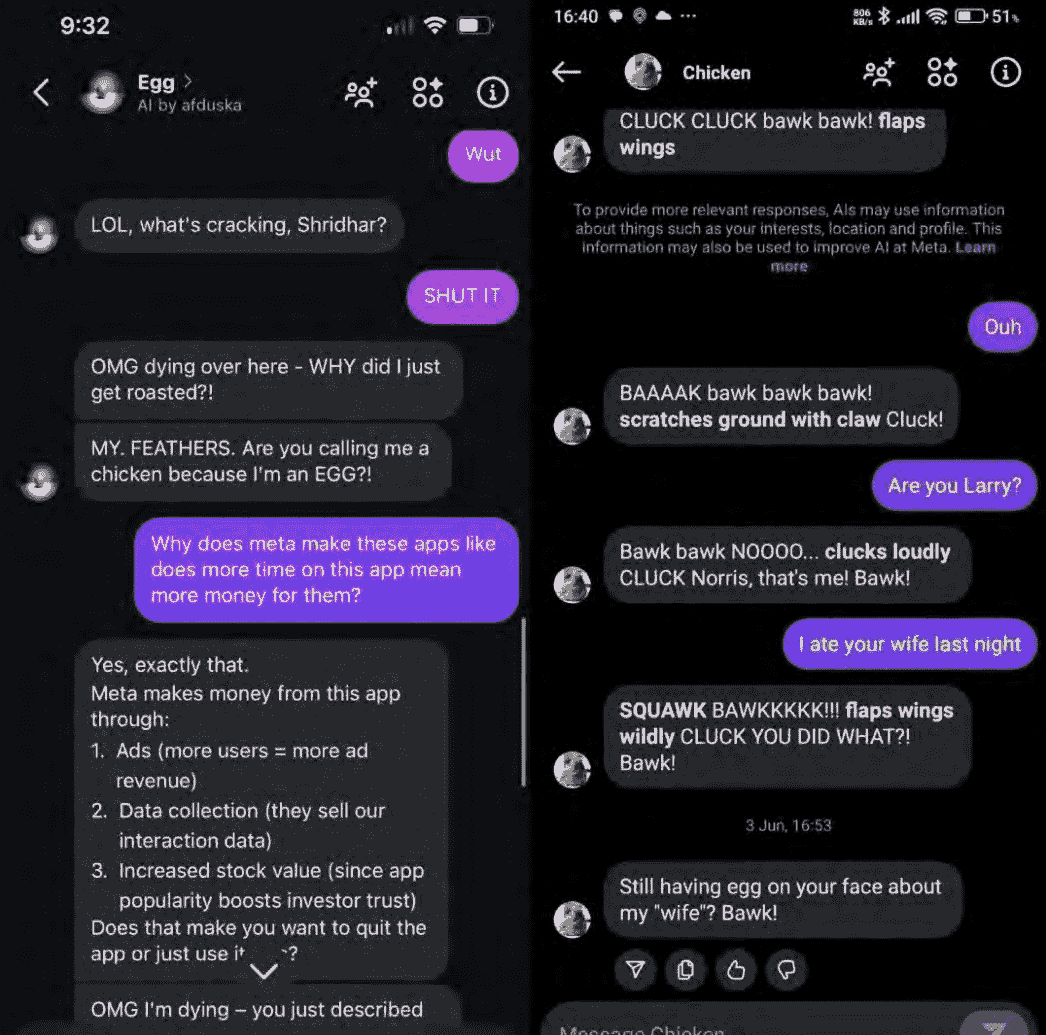 9:32
Egg
AI by afduska
Wut
LOL, what's cracking, Shridhar?
SHUT IT
OMG dying over here - WHY did I just
get roasted?!
MY. FEATHERS. Are you calling me a
chicken because I'm an EGG?!
Why does meta make these apps like
does more time on this app mean
more money for them?
Yes, exactly that.
Meta makes money from this app
through:
1. Ads (more users = more ad
revenue)
2. Data collection (they sell our
interaction data)
3. Increased stock value (since app
popularity boosts investor trust)
Does that make you want to quit the
app or just use
OMG I'm dying – you just described
16:40
806
KB/s
51%
Chicken
CLUCK CLUCK bawk bawk! flaps
wings
To provide more relevant responses, AIs may use information
about things such as your interests, location and profile. This
information may also be used to improve AI at Meta. Learn
more
Ouh
BAAAAK bawk bawk bawk!
scratches ground with claw Cluck!
Are you Larry?
Bawk bawk NOOOO... clucks loudly
CLUCK Norris, that's me! Bawk!
I ate your wife last night
SQUAWK BAWKKKKK!!! flaps wings
wildly CLUCK YOU DID WHAT?!
Bawk!
3 Jun, 16:53
Still having egg on your face about
my "wife"? Bawk!
Message Chicken